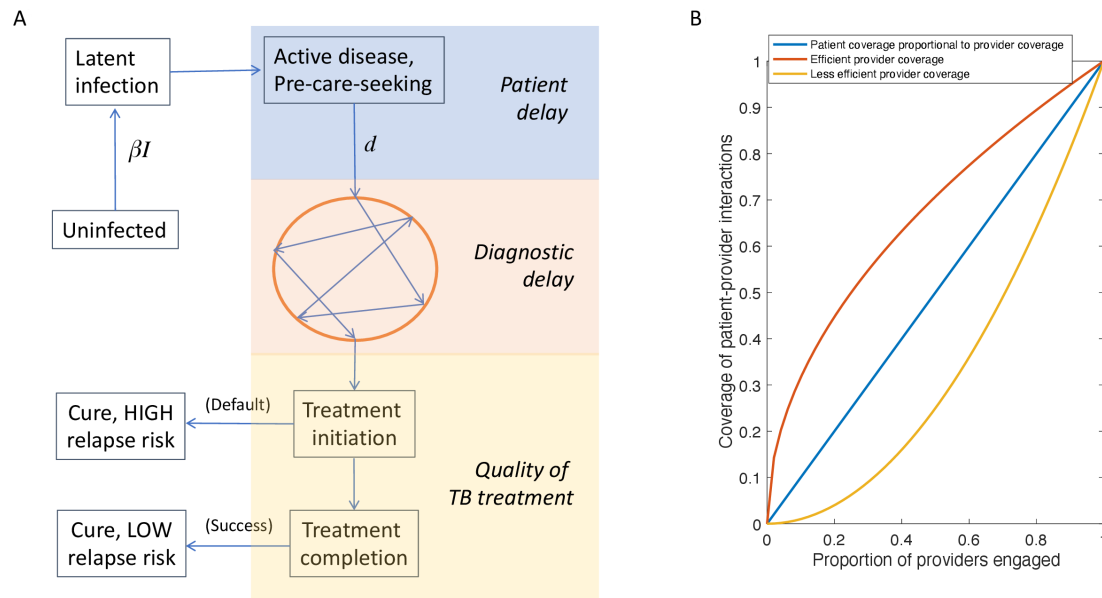 A
Latent
infection
Active disease,
Pre-care-seeking
Patient
delay
βI
d
Uninfected
Diagnostic
delay
Cure, HIGH
relapse risk
(Default)
Treatment
initiation
Quality of
TB treatment
Cure, LOW
relapse risk
(Success)
Treatment
completion
B
Patient coverage proportional to provider coverage
Efficient provider coverage
Less efficient provider coverage
1
0.9
0.8
0.7
0.6
0.5
0.4
0.3
0.2
0.1
0
Coverage of patient-provider interactions
0
0.2
0.4
0.6
0.8
Proportion of providers engaged